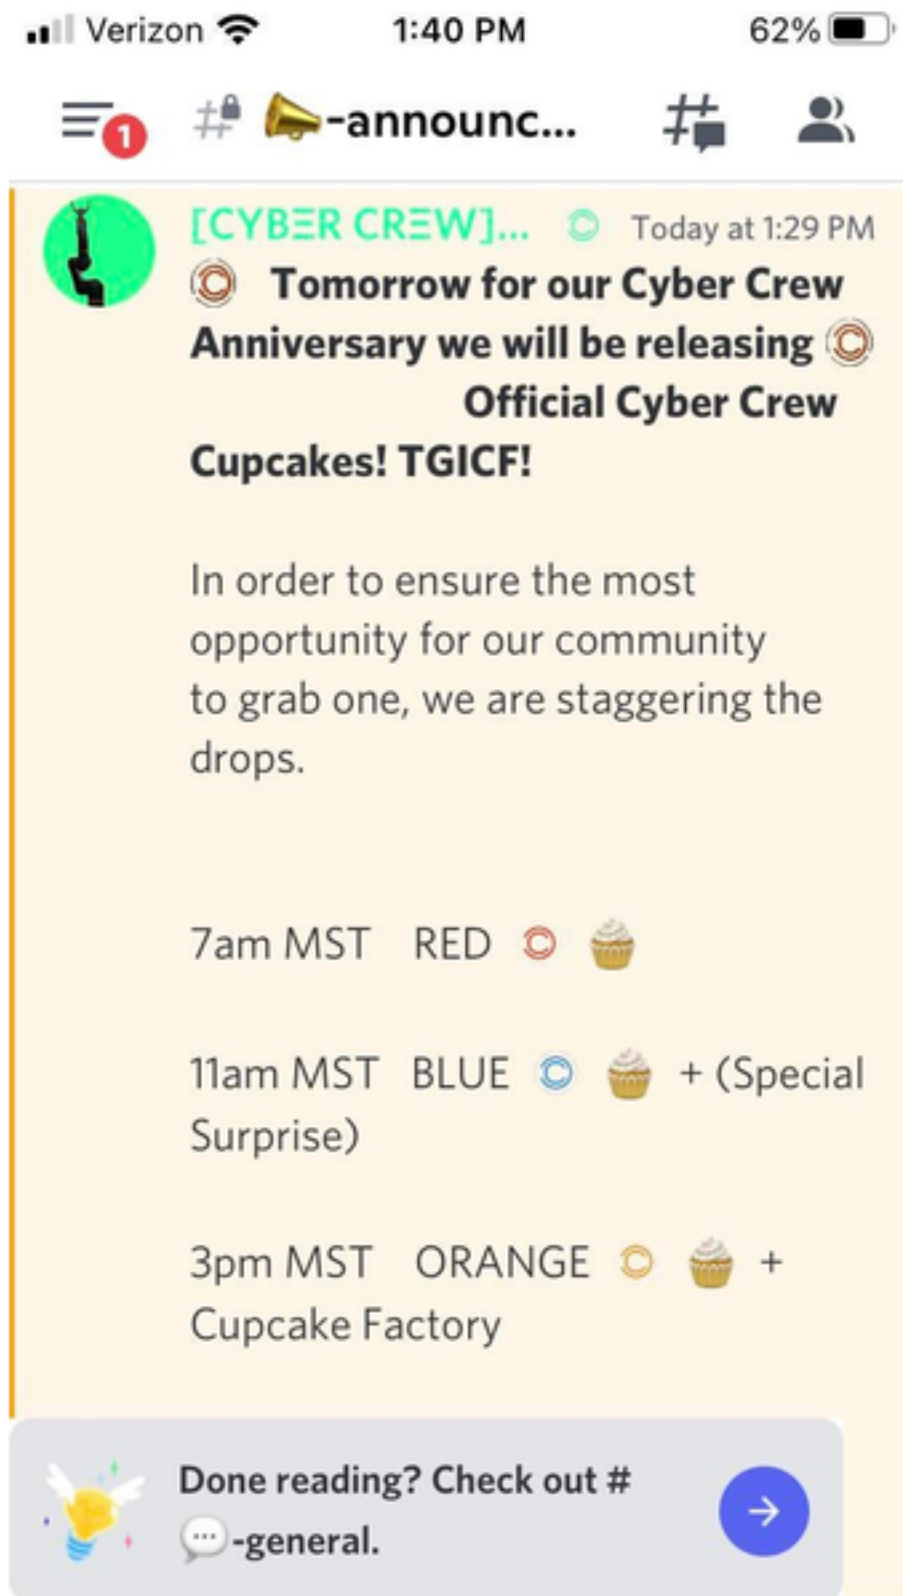 Verizon 1:40 PM 62%
1 # 📣-announc...
[CYBΞR CRΞW]... Today at 1:29 PM
Tomorrow for our Cyber Crew
Anniversary we will be releasing
Official Cyber Crew
Cupcakes! TGICF!
In order to ensure the most
opportunity for our community
to grab one, we are staggering the
drops.
7am MST RED 🧁
11am MST BLUE 🧁 + (Special
Surprise)
3pm MST ORANGE 🧁 +
Cupcake Factory
Done reading? Check out #
💬-general.